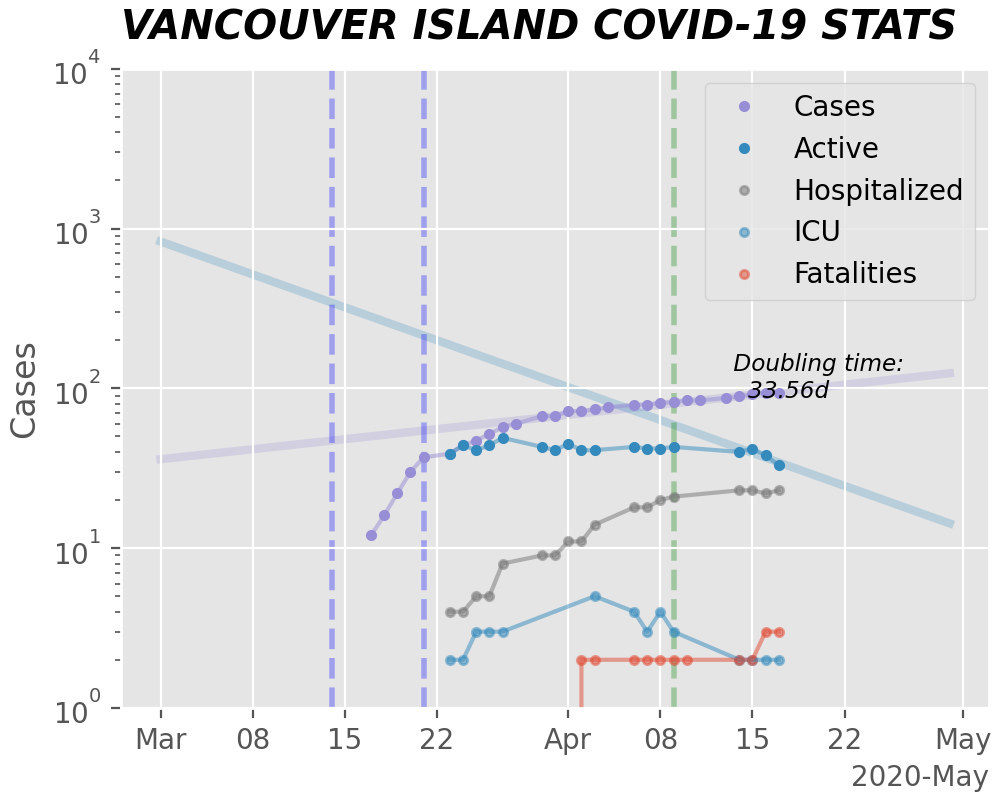 VANCOUVER ISLAND COVID-19 STATS
10^4
10^3
10^2
10^1
10^0
Cases
Cases
Active
Hospitalized
ICU
Fatalities
Doubling time:
33.56d
Mar 08 15 22 Apr 08 15 22 May
2020-May